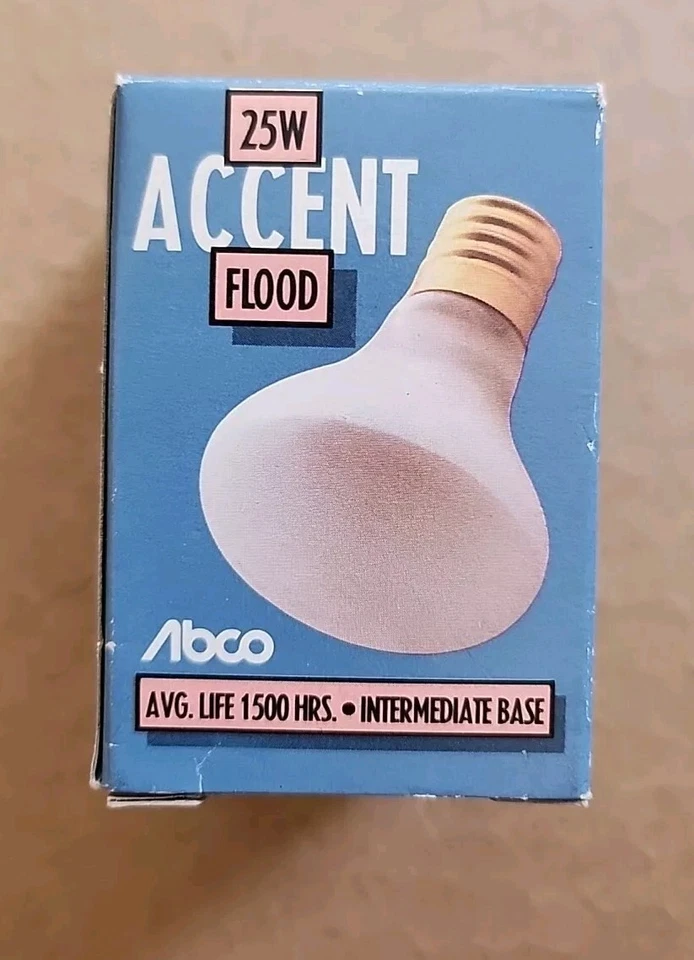 25W
ACCENT
FLOOD
Abco
AVG. LIFE 1500 HRS. • INTERMEDIATE BASE